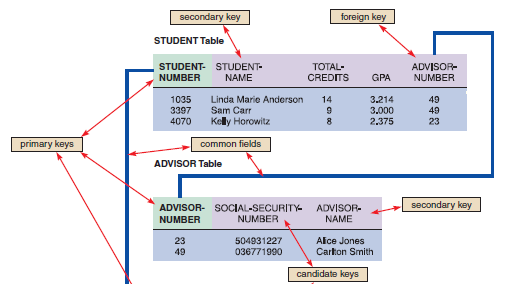 secondary key
foreign key
STUDENT Table
STUDENT-NUMBER STUDENT-NAME TOTAL-CREDITS GPA ADVISOR-NUMBER
1035 Linda Marie Anderson 14 3.214 49
3397 Sam Carr 9 3.000 49
4070 Kelly Horowitz 8 2.375 23
primary keys
common fields
ADVISOR Table
ADVISOR-NUMBER SOCIAL-SECURITY-NUMBER ADVISOR-NAME
secondary key
23 504931227 Alice Jones
49 036771990 Carlton Smith
candidate keys